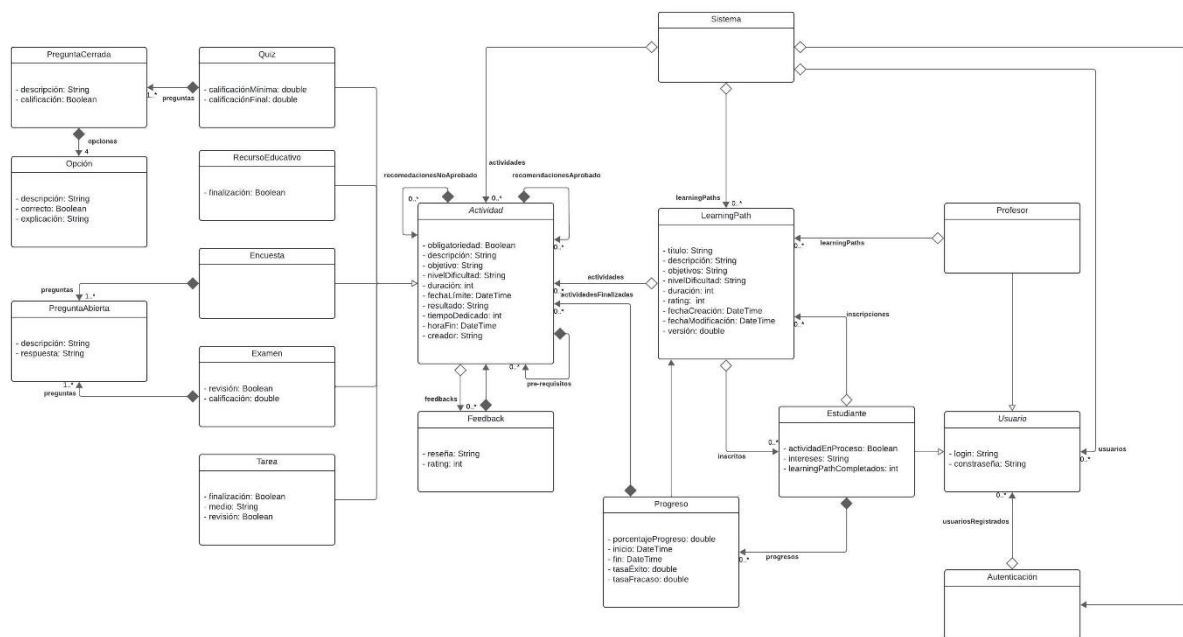 Sistema
PreguntaCerrada
- descripción: String
- calificación: Boolean
Quiz
- calificaciónMínima: double
- calificaciónFinal: double
1..*
preguntas
opciones
4
Opción
- descripción: String
- correcto: Boolean
- explicación: String
RecursoEducativo
- finalización: Boolean
actividades
0..*
recomedacionesNoAprobado
0..*
recomendacionesAprobado
0..*
learningPaths
0..*
Actividad
- obligatoriedad: Boolean
- descripción: String
- objetivo: String
- nivelDificultad: String
- duración: int
- fechaLímite: DateTime
- resultado: String
- tiempoDedicado: int
- horaFin: DateTime
- creador: String
LearningPath
- título: String
- descripción: String
- objetivos: String
- nivelDificultad: String
- duración: int
- rating: int
- fechaCreación: DateTime
- fechaModificación: DateTime
- versión: double
Profesor
0..*
learningPaths
Encuesta
preguntas
1..*
actividades
0..*
actividadesFinalizadas
0..*
PreguntaAbierta
- descripción: String
- respuesta: String
1..*
preguntas
Examen
- revisión: Boolean
- calificación: double
0..*
pre-requisitos
inscripciones
0..*
feedbacks
0..*
Feedback
- reseña: String
- rating: int
inscritos
0..*
Estudiante
- actividadEnProceso: Boolean
- intereses: String
- learningPathCompletados: int
Usuario
- login: String
- constraseña: String
usuarios
0..*
0..*
usuariosRegistrados
Tarea
- finalización: Boolean
- medio: String
- revisión: Boolean
Progreso
- porcentajeProgreso: double
- inicio: DateTime
- fin: DateTime
- tasaÉxito: double
- tasaFracaso: double
0..*
progresos
Autenticación